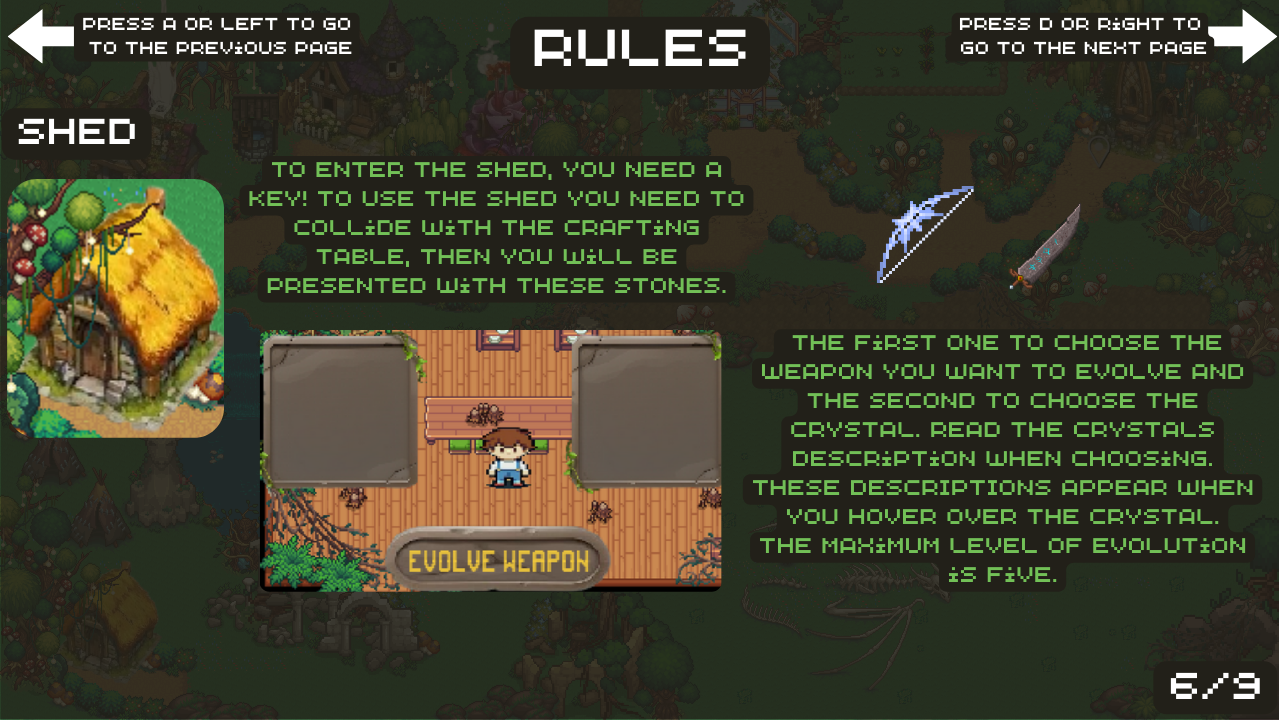 PRESS A OR LEFT TO GO
TO THE PREViOUS PAGE
RULES
PRESS D OR RiGHT TO
GO TO THE NEXT PAGE
SHED
TO ENTER THE SHED, YOU NEED A
KEY! TO USE THE SHED YOU NEED TO
COLLiDE WiTH THE CRAFTiNG
TABLE, THEN YOU WiLL BE
PRESENTED WiTH THESE STONES.
EVOLVE WEAPON
THE FiRST ONE TO CHOOSE THE
WEAPON YOU WANT TO EVOLVE AND
THE SECOND TO CHOOSE THE
CRYSTAL. READ THE CRYSTALS
DESCRiPTiON WHEN CHOOSiNG.
THESE DESCRIPTIONS APPEAR WHEN
YOU HOVER OVER THE CRYSTAL.
THE MAXiMUM LEVEL OF EVOLUTiON
iS FiVE.
6/9